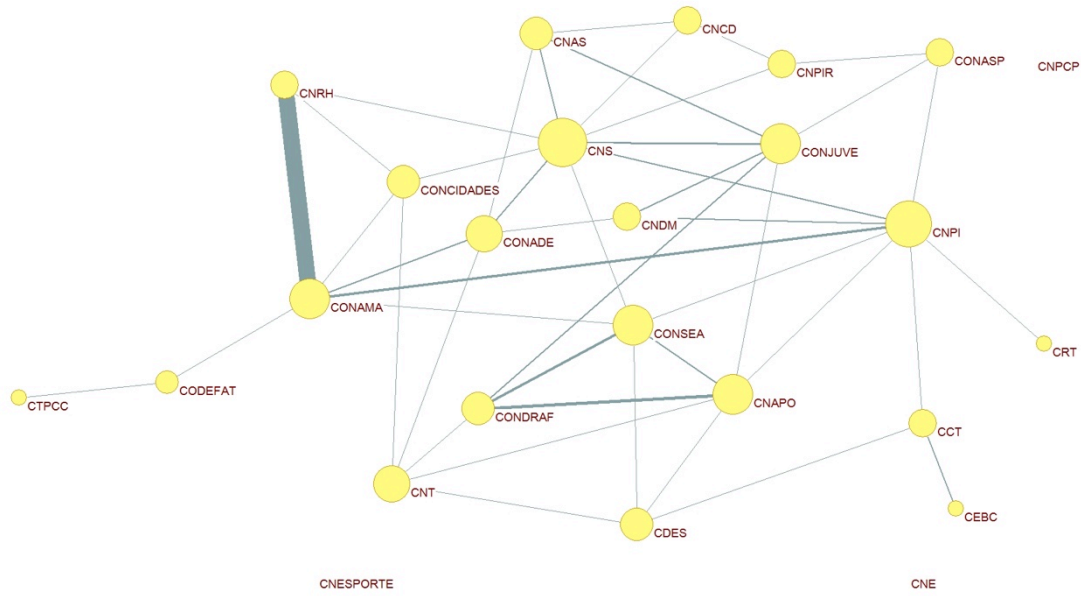 CNCD
CNAS
CONASP
CNPCP
CNPIR
CNRH
CNS
CONJUVE
CONCIDADES
CNDM
CNPI
CONADE
CONAMA
CONSEA
CRT
CODEFAT
CTPCC
CNAPO
CONDRAF
CCT
CNT
CEBC
CDES
CNESPORTE
CNE